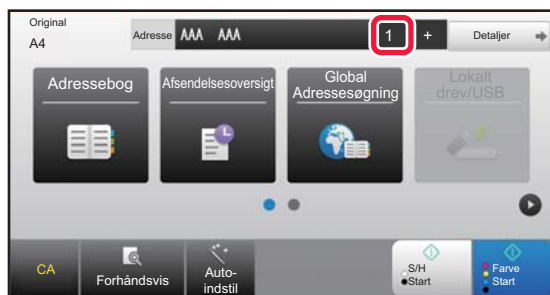 Original
A4
Adresse AAA AAA 1 + Detaljer
Adressebog
Afsendelsesoversigt
Global
Adressesøgning
Lokalt
drev/USB
CA
Forhåndsvis
Auto-
indstil
S/H
Start
Farve
Start